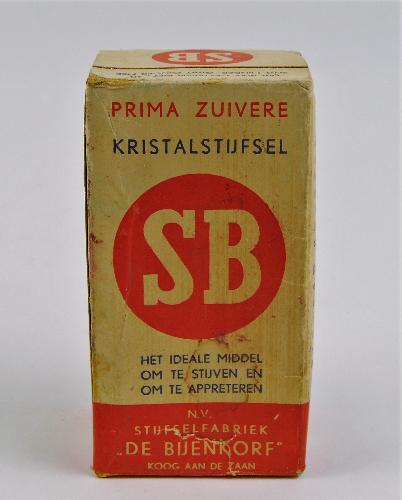 SB
PRIMA ZUIVERE
KRISTALSTIJFSEL
SB
HET IDEALE MIDDEL
OM TE STIJVEN EN
OM TE APPRETEREN
N.V.
STIJFSELFABRIEK
„DE BIJENKORF"
KOOG AAN DE ZAAN